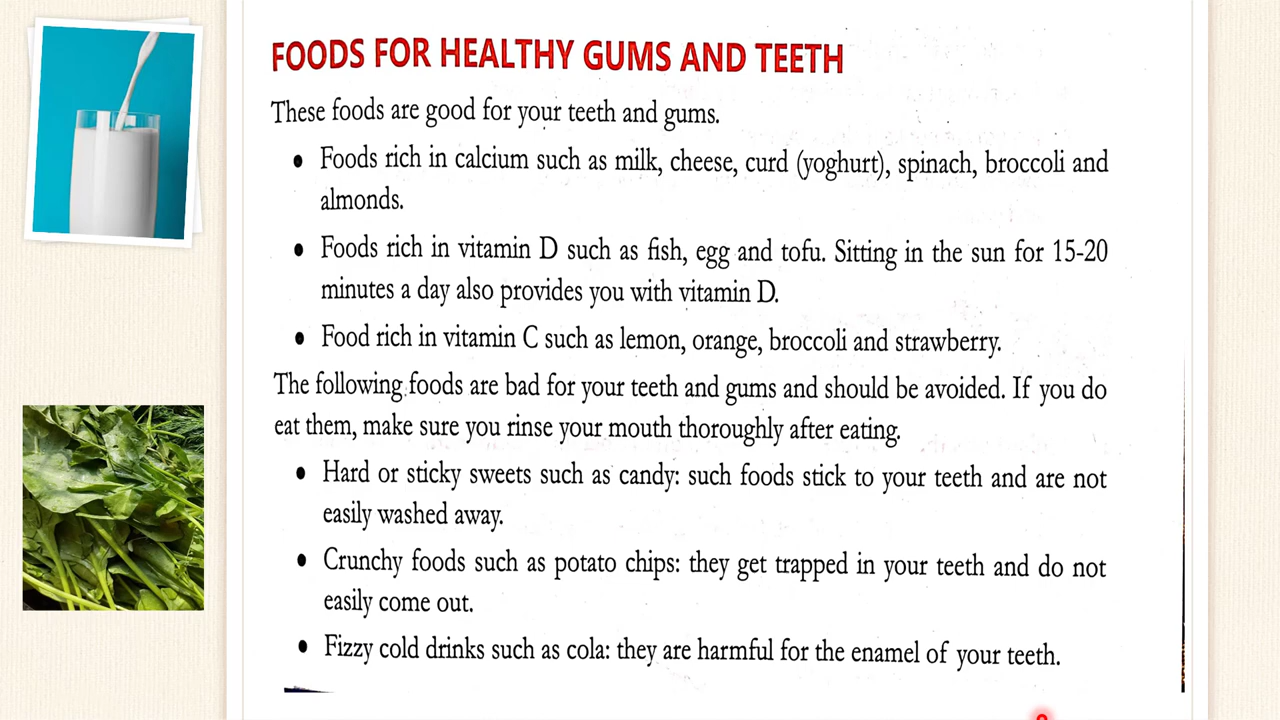 FOODS FOR HEALTHY GUMS AND TEETH
These foods are good for your teeth and gums.
• Foods rich in calcium such as milk, cheese, curd (yoghurt), spinach, broccoli and
almonds.
• Foods rich in vitamin D such as fish, egg and tofu. Sitting in the sun for 15-20
minutes a day also provides you with vitamin D.
• Food rich in vitamin C such as lemon, orange, broccoli and strawberry.
The following foods are bad for your teeth and gums and should be avoided. If you do
eat them, make sure you rinse your mouth thoroughly after eating.
• Hard or sticky sweets such as candy: such foods stick to your teeth and are not
easily washed away.
• Crunchy foods such as potato chips: they get trapped in your teeth and do not
easily come out.
• Fizzy cold drinks such as cola: they are harmful for the enamel of your teeth.